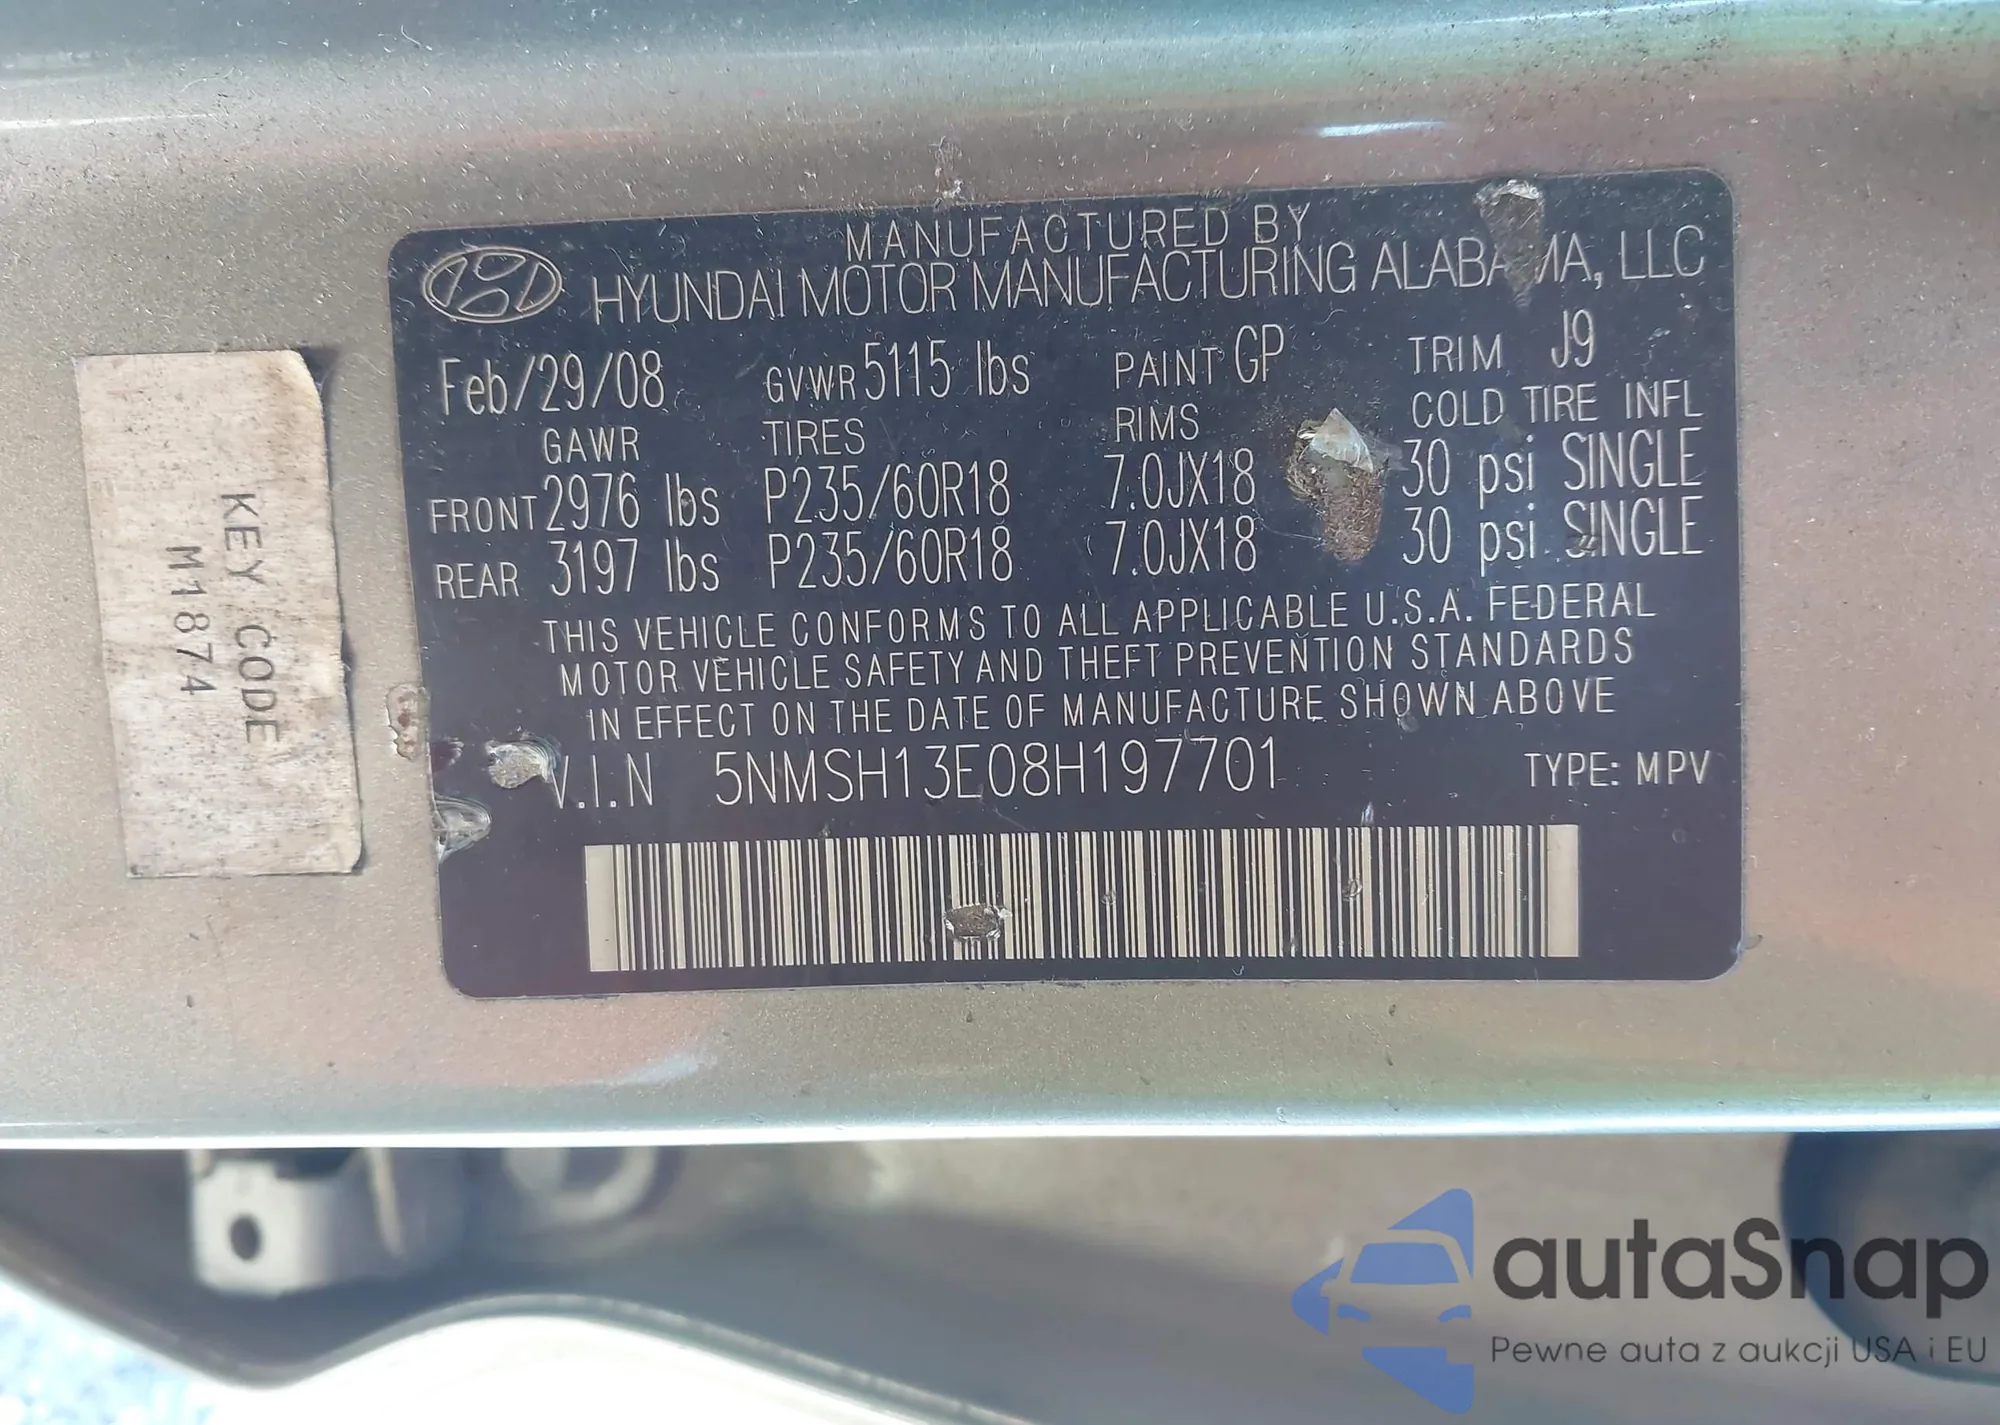 MANUFACTURED BY
HYUNDAI MOTOR MANUFACTURING ALABAMA, LLC
Feb/29/08 GVWR 5115 lbs PAINT GP TRIM J9
GAWR TIRES RIMS COLD TIRE INFL
FRONT 2976 lbs P235/60R18 7.0JX18 30 psi SINGLE
REAR 3197 lbs P235/60R18 7.0JX18 30 psi SINGLE
THIS VEHICLE CONFORMS TO ALL APPLICABLE U.S.A. FEDERAL
MOTOR VEHICLE SAFETY AND THEFT PREVENTION STANDARDS
IN EFFECT ON THE DATE OF MANUFACTURE SHOWN ABOVE
V.I.N 5NMSH13E08H197701 TYPE: MPV
KEY CODE
M1874
autaSnap
Pewne auta z aukcji USA i EU